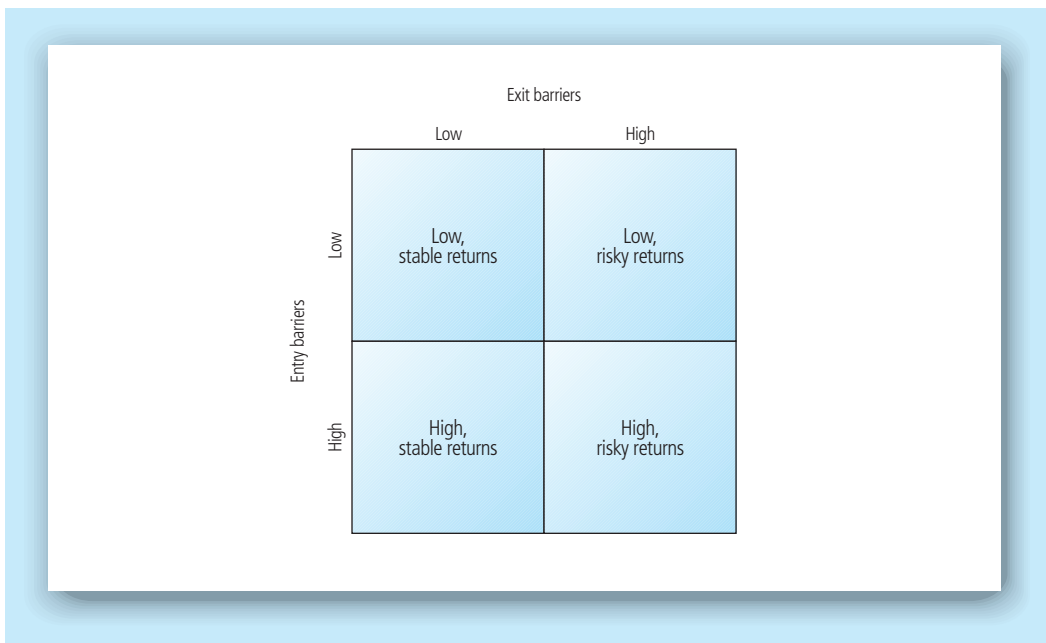 Exit barriers
Low
High
Low
Low,
stable returns
Low,
risky returns
Entry barriers
High
High,
stable returns
High,
risky returns